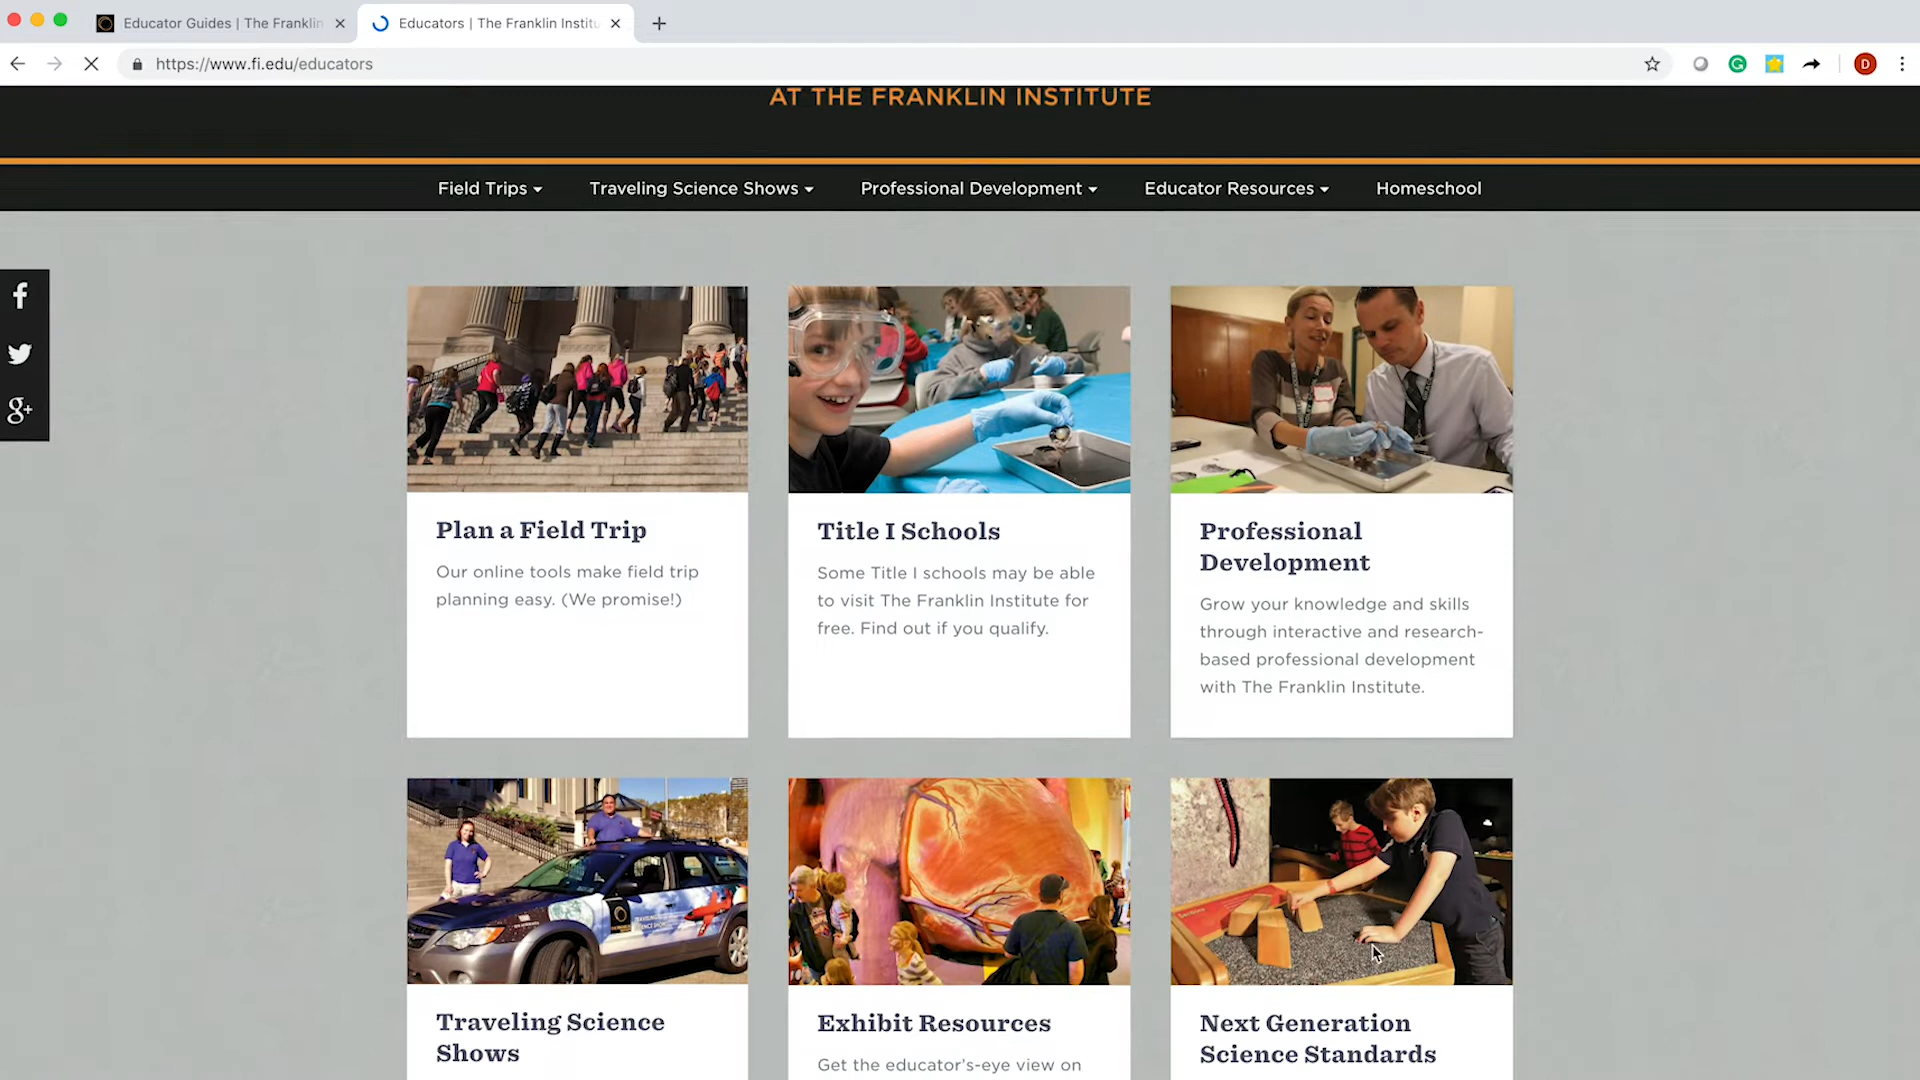 Educator Guides | The Franklin
Educators | The Franklin Institu
https://www.fi.edu/educators
D
AT THE FRANKLIN INSTITUTE
Field Trips
Traveling Science Shows
Professional Development
Educator Resources
Homeschool
Plan a Field Trip
Our online tools make field trip
planning easy. (We promise!)
Title I Schools
Some Title I schools may be able
to visit The Franklin Institute for
free. Find out if you qualify.
Professional
Development
Grow your knowledge and skills
through interactive and research-
based professional development
with The Franklin Institute.
Traveling Science
Shows
Exhibit Resources
Get the educator's-eye view on
Next Generation
Science Standards